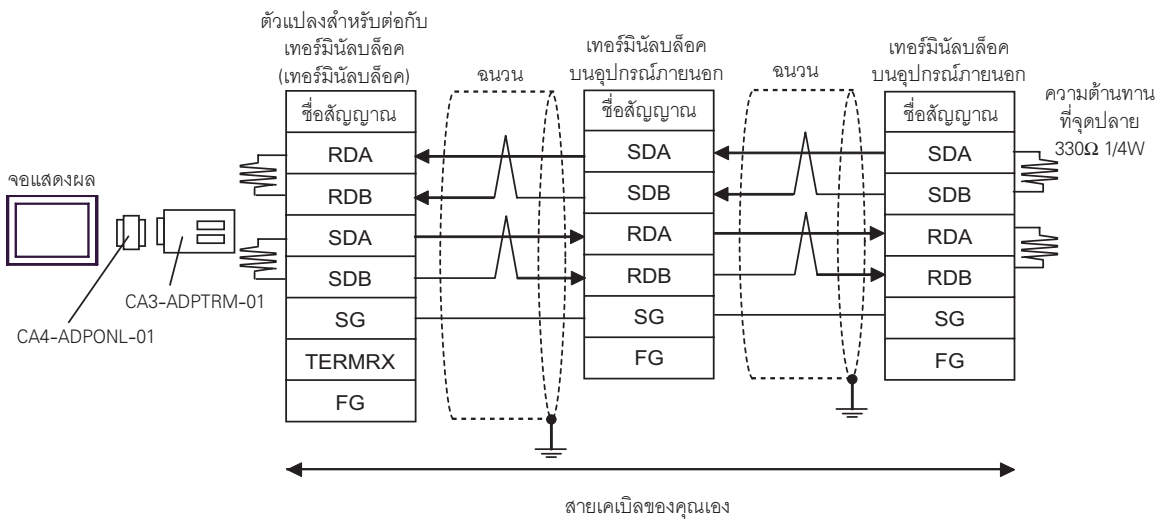 ตัวแปลงสำหรับต่อกับ
เทอร์มินัลบล็อค
(เทอร์มินัลบล็อค)
ชื่อสัญญาณ
RDA
RDB
SDA
SDB
SG
TERMRX
FG
ฉนวน
เทอร์มินัลบล็อค
บนอุปกรณ์ภายนอก
ชื่อสัญญาณ
SDA
SDB
RDA
RDB
SG
FG
ฉนวน
เทอร์มินัลบล็อค
บนอุปกรณ์ภายนอก
ชื่อสัญญาณ
SDA
SDB
RDA
RDB
SG
FG
ความต้านทาน
ที่จุดปลาย
330Ω 1/4W
จอแสดงผล
CA3-ADPTRM-01
CA4-ADPONL-01
สายเคเบิลของคุณเอง